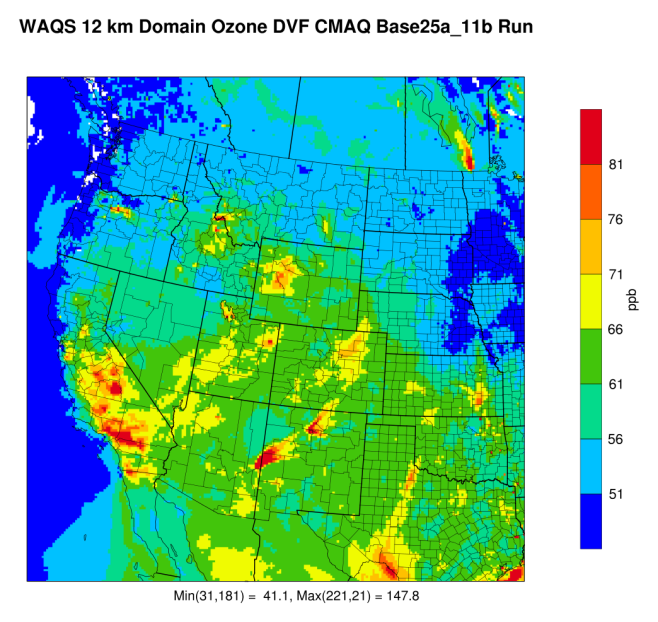 WAQS 12 km Domain Ozone DVF CMAQ Base25a_11b Run
81
76
71
66
61
56
51
ppb
Min(31,181) = 41.1, Max(221,21) = 147.8